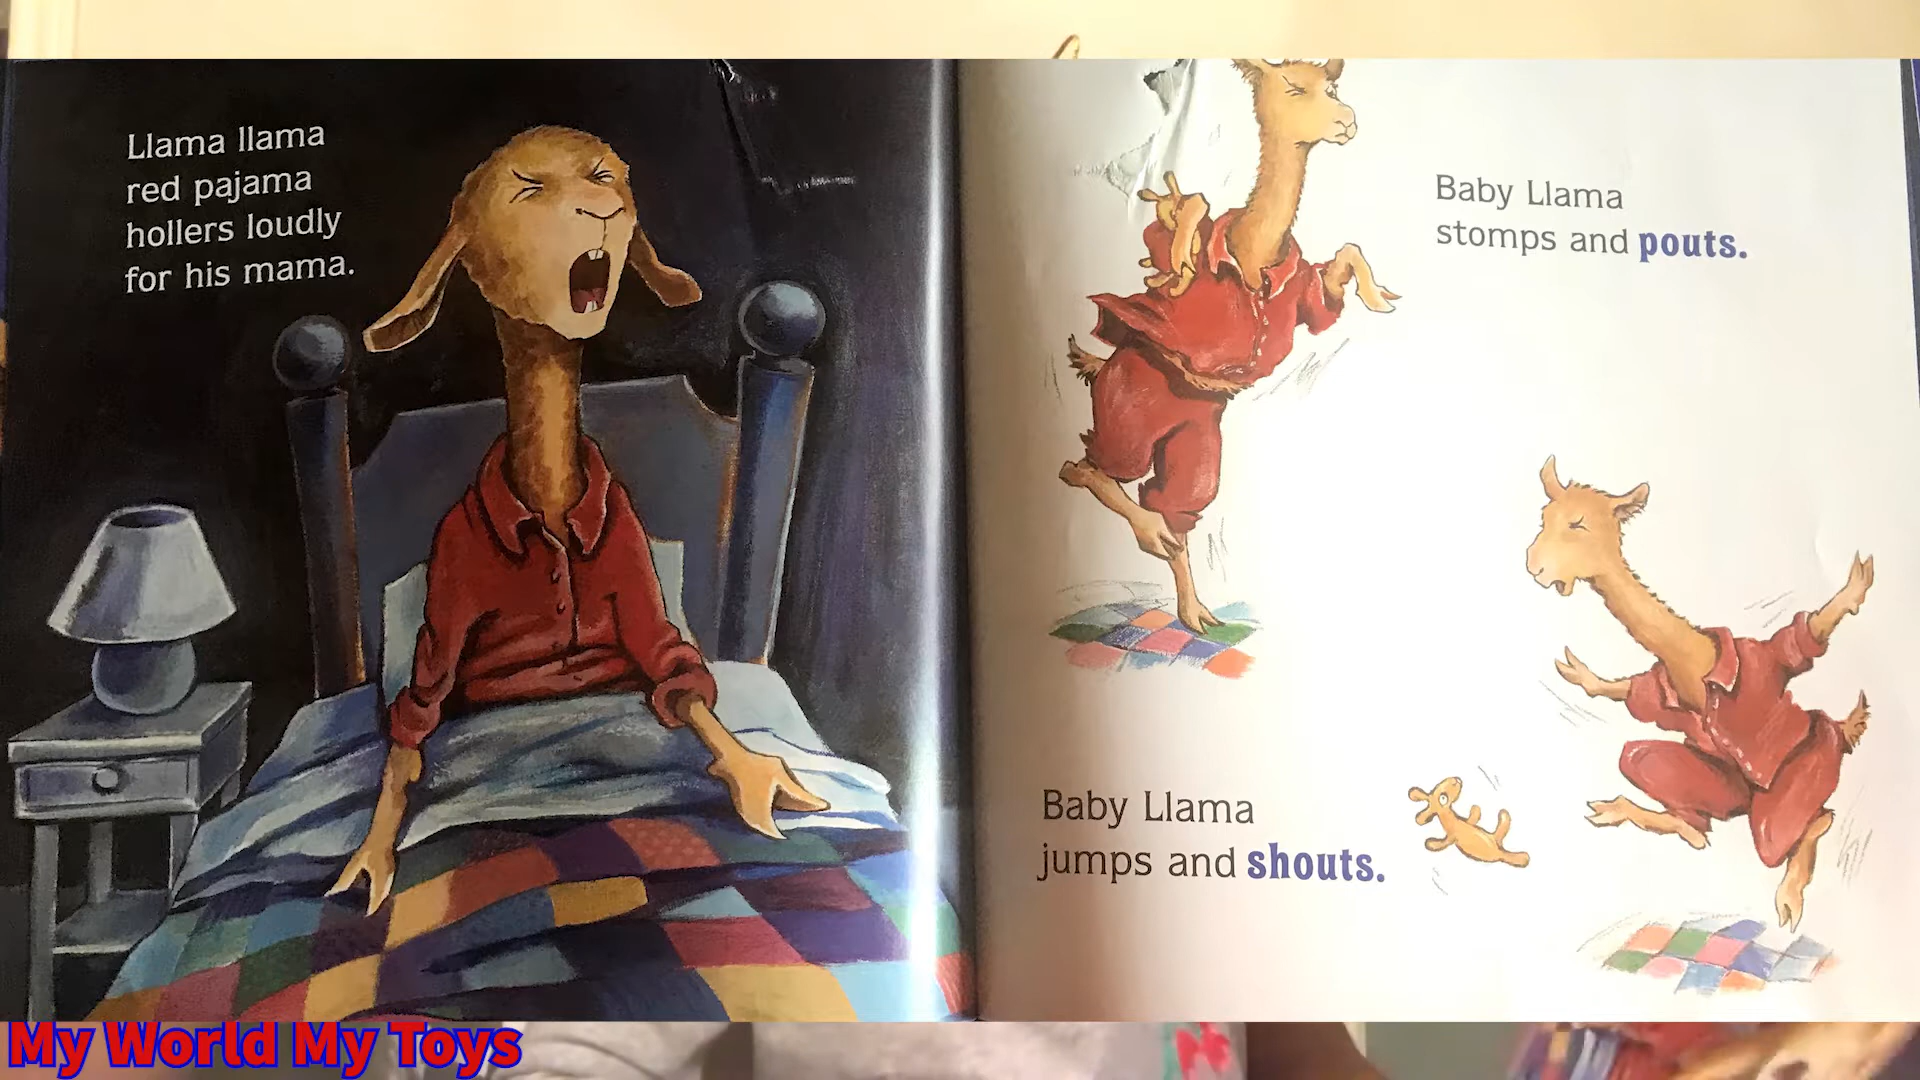 Llama llama
red pajama
hollers loudly
for his mama.
Baby Llama
stomps and pouts.
Baby Llama
jumps and shouts.
My World My Toys